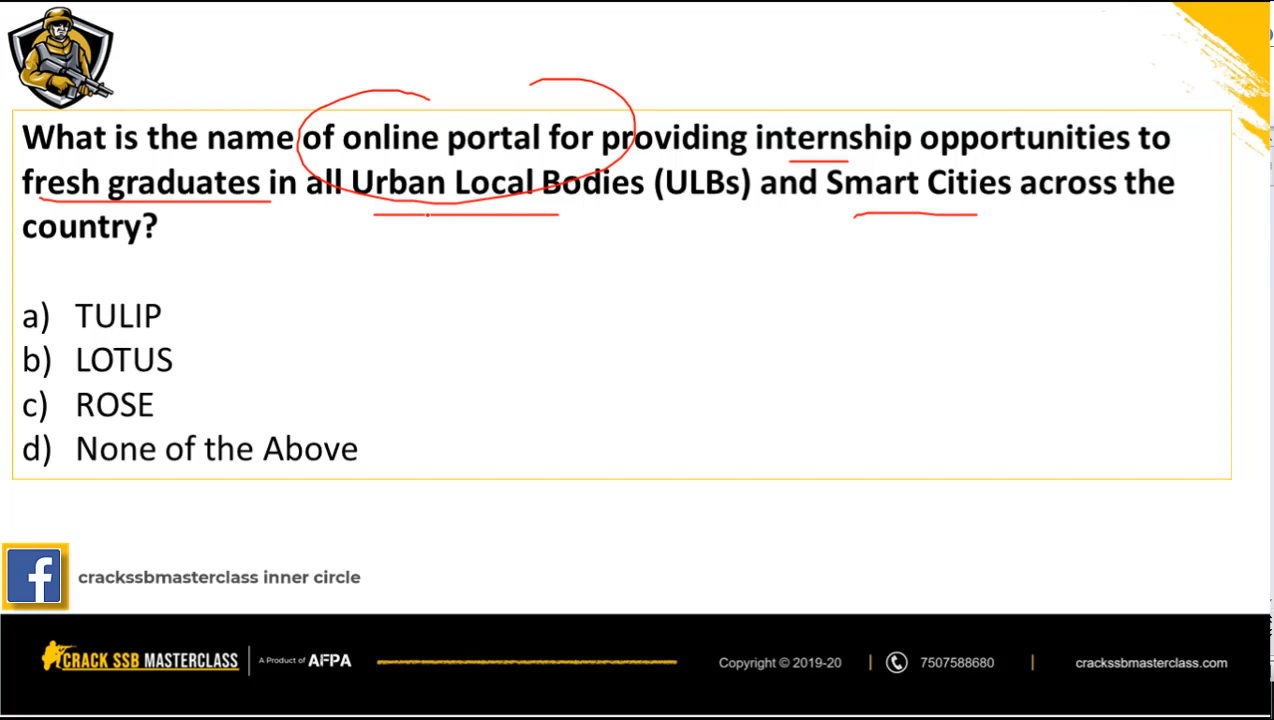 What is the name of online portal for providing internship opportunities to
fresh graduates in all Urban Local Bodies (ULBs) and Smart Cities across the
country?
a) TULIP
b) LOTUS
c) ROSE
d) None of the Above
crackssbmasterclass inner circle
CRACK SSB MASTERCLASS A Product of AFPA Copyright © 2019-20 7507588680 crackssbmasterclass.com